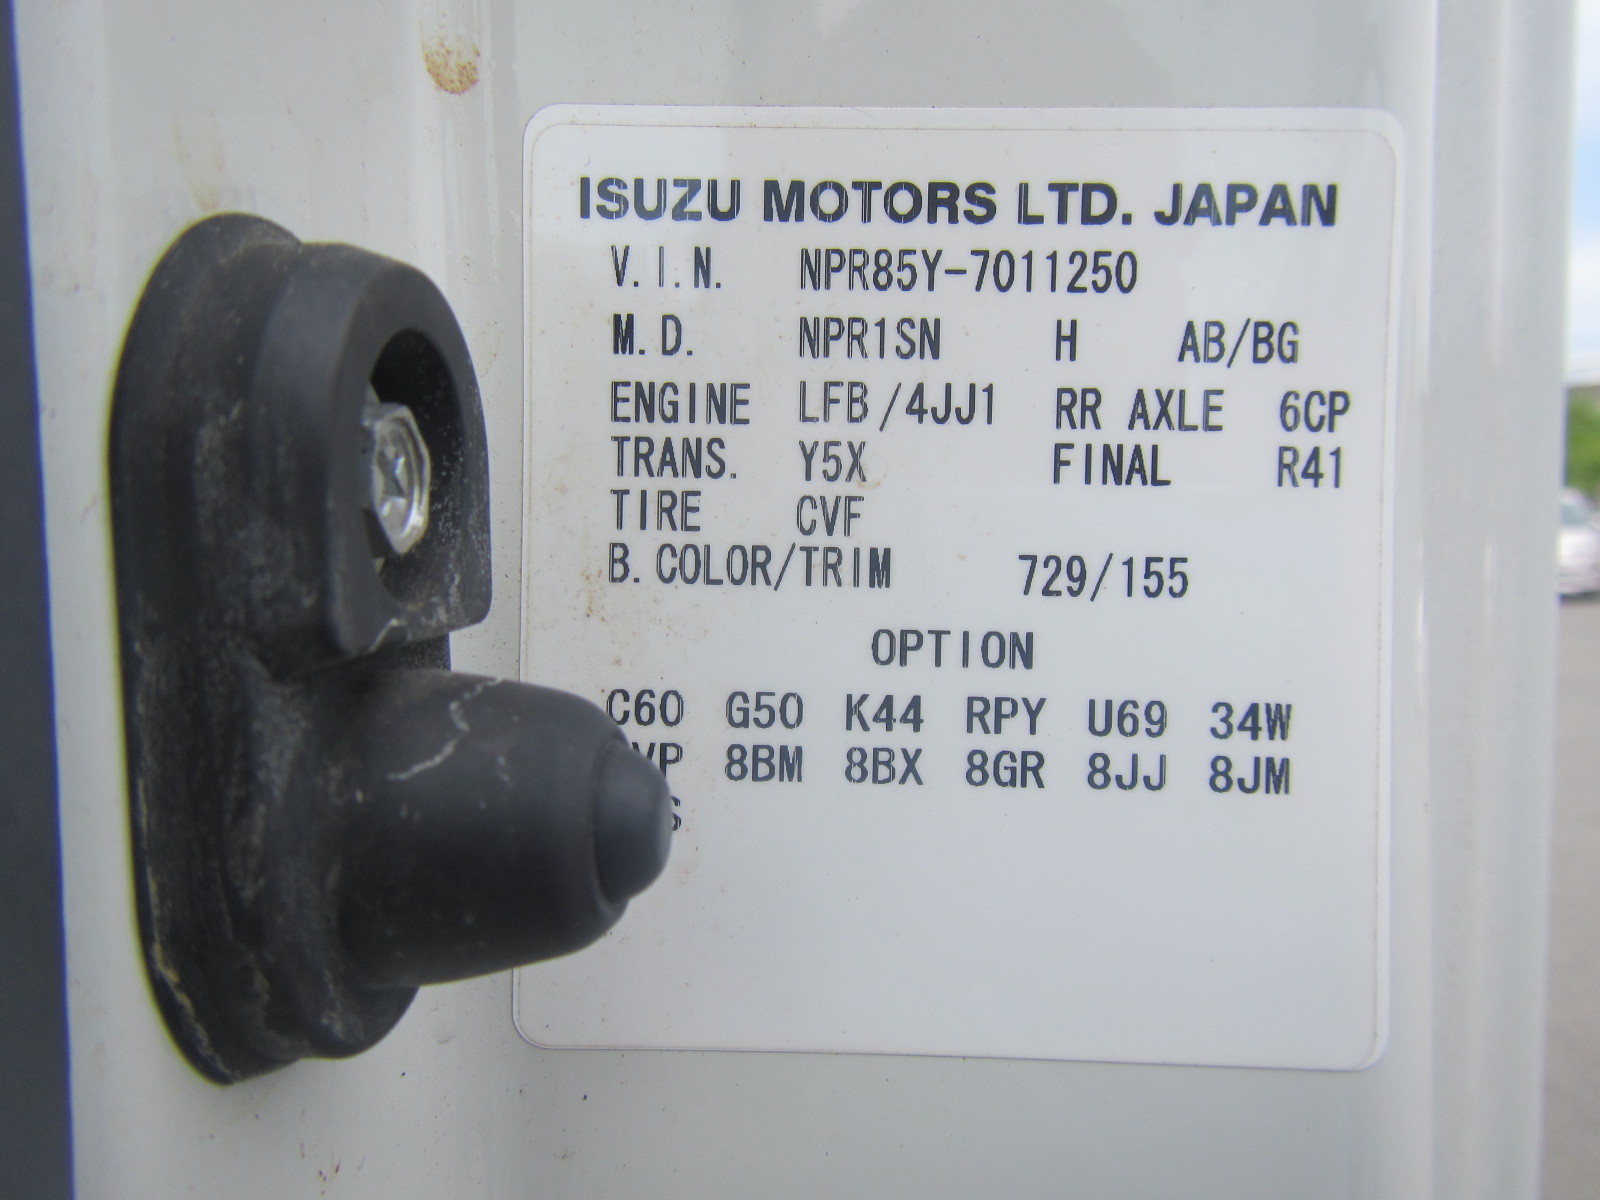 ISUZU MOTORS LTD. JAPAN
V.I.N. NPR85Y-7011250
M.D. NPR1SN H AB/BG
ENGINE LFB/4JJ1 RR AXLE 6CP
TRANS. Y5X FINAL R41
TIRE CVF
B.COLOR/TRIM 729/155
OPTION
C60 G50 K44 RPY U69 34W
8BM 8BX 8GR 8JJ 8JM